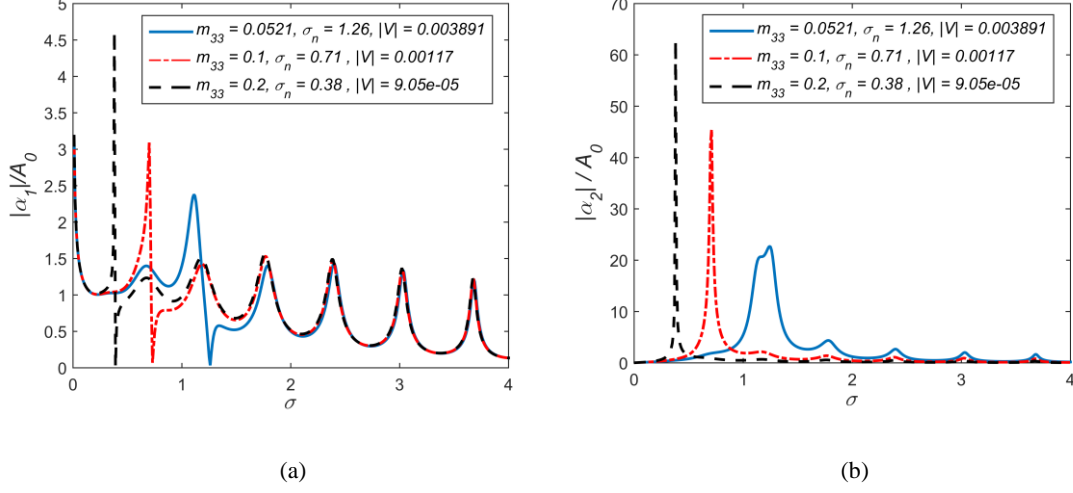 5
4.5
4
3.5
3
2.5
2
1.5
1
0.5
0
|α₁|/A₀
m₃₃ = 0.0521, σₙ = 1.26, |V| = 0.003891
m₃₃ = 0.1, σₙ = 0.71 , |V|= 0.00117
m₃₃ = 0.2, σₙ = 0.38 , |V|= 9.05e-05
0 1 2 3 4
σ
(a)
70
60
50
40
30
20
10
0
|α₂| / A₀
m₃₃ = 0.0521, σₙ = 1.26, |V| = 0.003891
m₃₃ = 0.1, σₙ = 0.71 , |V|= 0.00117
m₃₃ = 0.2, σₙ = 0.38 , |V|= 9.05e-05
0 1 2 3 4
σ
(b)